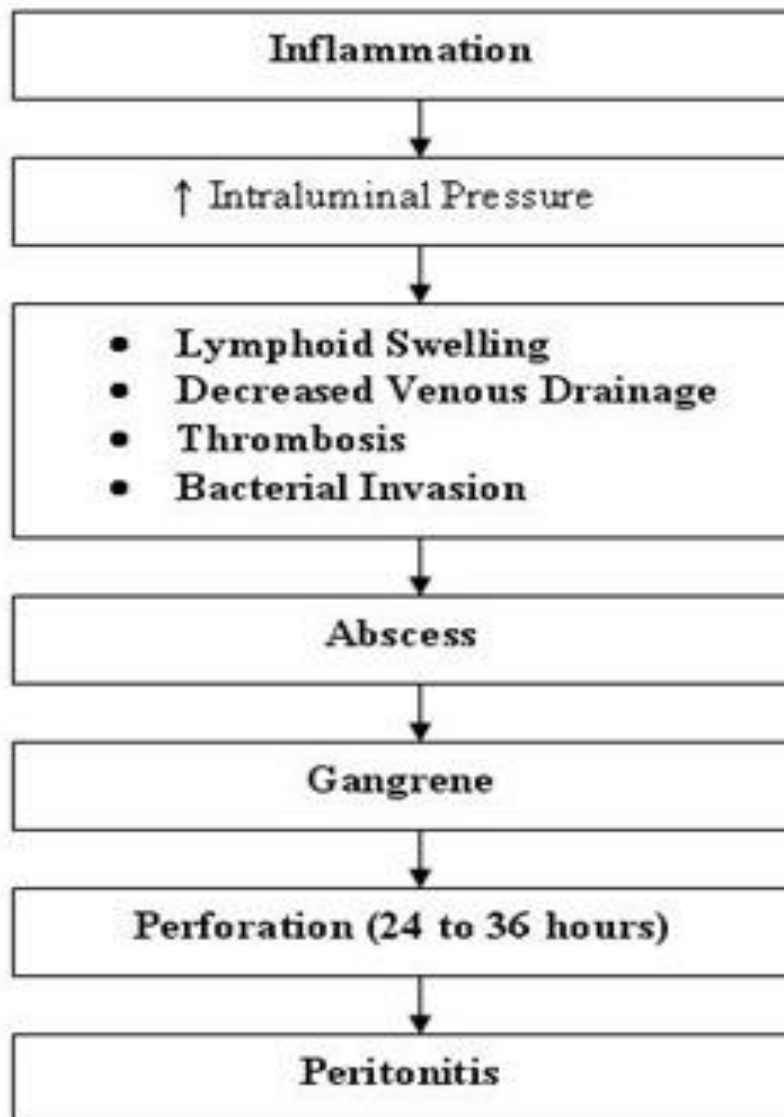 Inflammation
↑ Intraluminal Pressure
• Lymphoid Swelling
• Decreased Venous Drainage
• Thrombosis
• Bacterial Invasion
Abscess
Gangrene
Perforation (24 to 36 hours)
Peritonitis